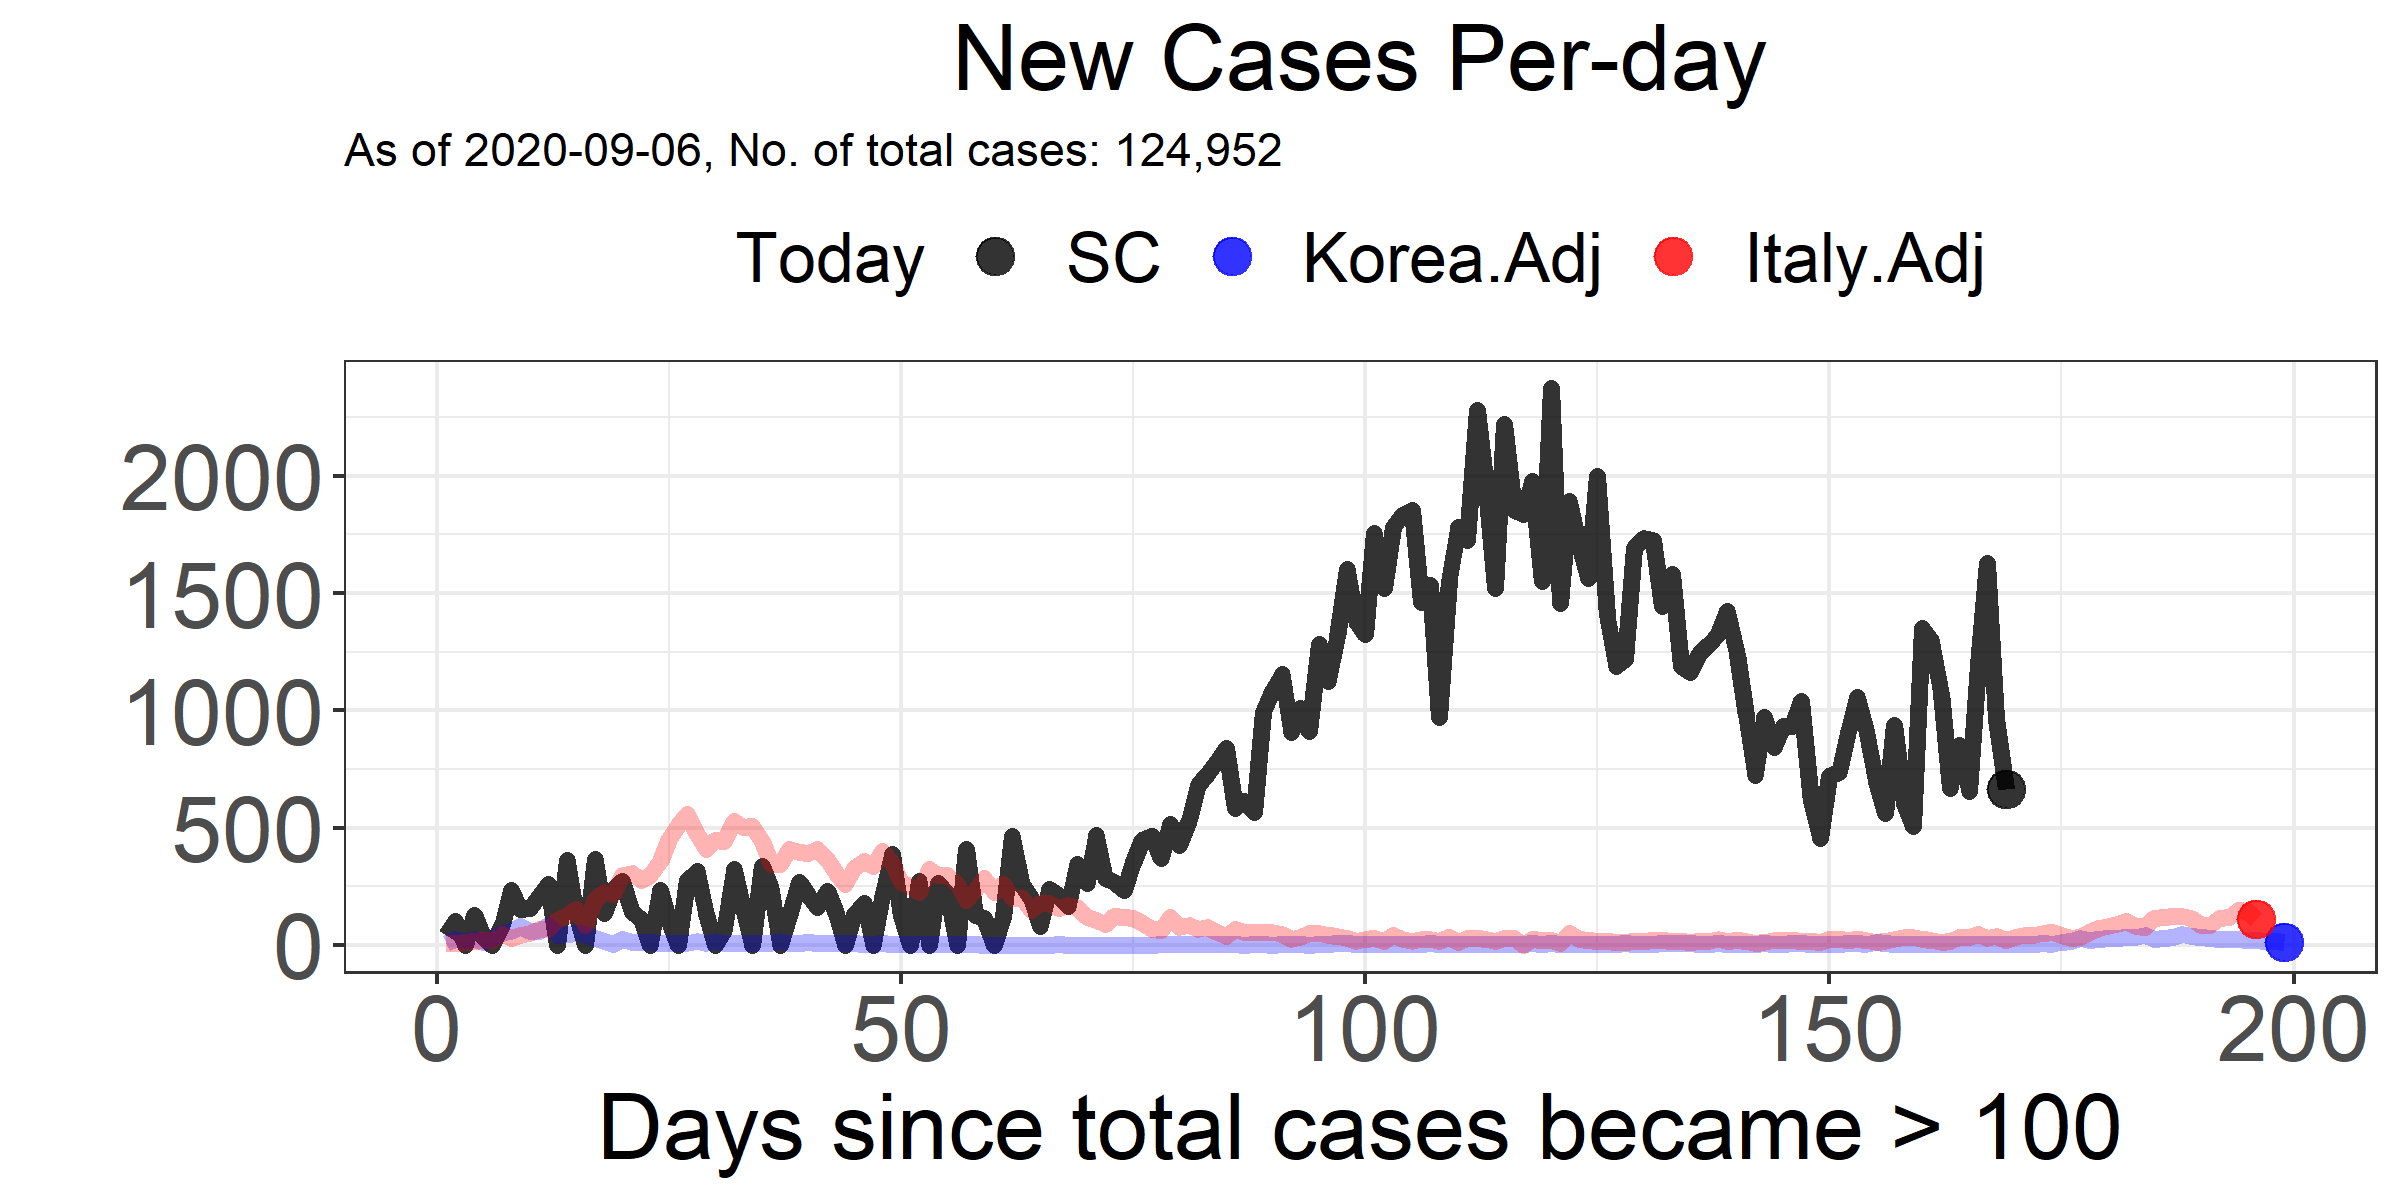 New Cases Per-day
As of 2020-09-06, No. of total cases: 124,952
Today SC Korea.Adj Italy.Adj
2000
1500
1000
500
0
0 50 100 150 200
Days since total cases became > 100